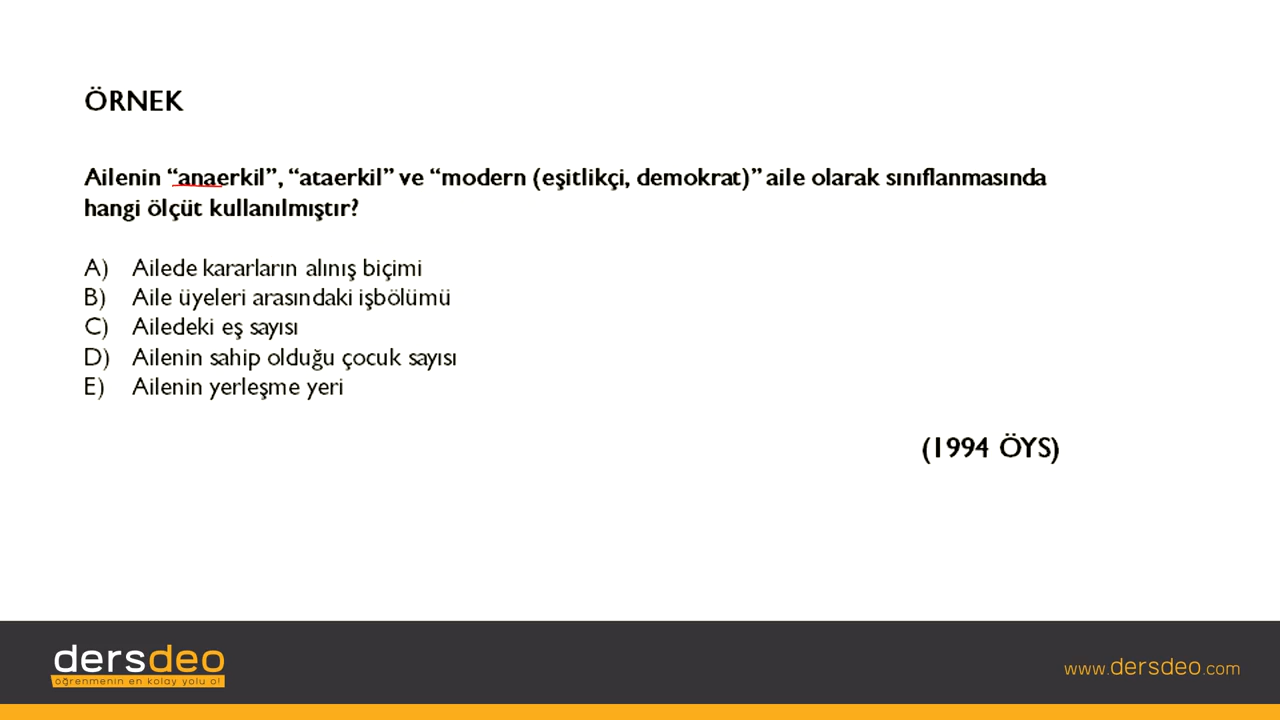 ÖRNEK
Ailenin “anaerkil”, “ataerkil” ve “modern (eşitlikçi, demokrat)” aile olarak sınıflanmasında
hangi ölçüt kullanılmıştır?
A) Ailede kararların alınış biçimi
B) Aile üyeleri arasındaki işbölümü
C) Ailedeki eş sayısı
D) Ailenin sahip olduğu çocuk sayısı
E) Ailenin yerleşme yeri
(1994 ÖYS)
dersdeo
öğrenmenin en kolay yolu o!
www.dersdeo.com